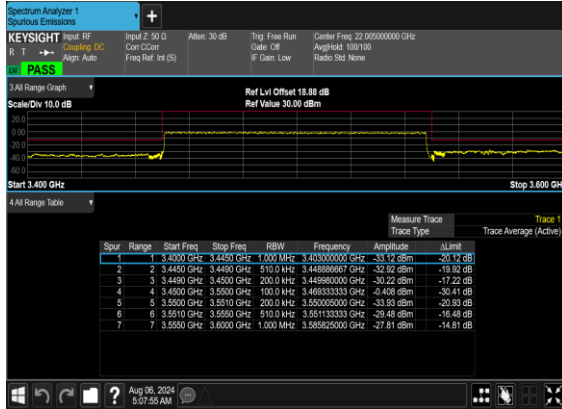 Spectrum Analyzer 1
Spurious Emissions
+
KEYSIGHT Input: RF Input Z: 50 Ω Atten: 30 dB Trig: Free Run Center Freq: 22.005000000 GHz
R T Coupling: DC Corr CCorr Gate: Off Avg|Hold: 100/100
Align: Auto Freq Ref: Int (S) IF Gain: Low Radio Std: None
PASS
3 All Range Graph Ref Lvl Offset 18.88 dB
Scale/Div 10.0 dB Ref Value 30.00 dBm
20.0
0.00
-20.0
-40.0
-60.0
Start 3.400 GHz Stop 3.600 GH
4 All Range Table
Measure Trace Trace 1
Trace Type Trace Average (Active)
Spur Range Start Freq Stop Freq RBW Frequency Amplitude ΔLimit
1 1 3.4000 GHz 3.4450 GHz 1.000 MHz 3.403000000 GHz -33.12 dBm -20.12 dB
2 2 3.4450 GHz 3.4490 GHz 510.0 kHz 3.448886667 GHz -32.92 dBm -19.92 dB
3 3 3.4490 GHz 3.4500 GHz 200.0 kHz 3.449980000 GHz -30.22 dBm -17.22 dB
4 4 3.4500 GHz 3.5500 GHz 100.0 kHz 3.469333333 GHz -0.408 dBm -30.41 dB
5 5 3.5500 GHz 3.5510 GHz 200.0 kHz 3.550005000 GHz -33.93 dBm -20.93 dB
6 6 3.5510 GHz 3.5550 GHz 510.0 kHz 3.551133333 GHz -29.48 dBm -16.48 dB
7 7 3.5550 GHz 3.6000 GHz 1.000 MHz 3.585825000 GHz -27.81 dBm -14.81 dB
? Aug 06, 2024
5:07:55 AM